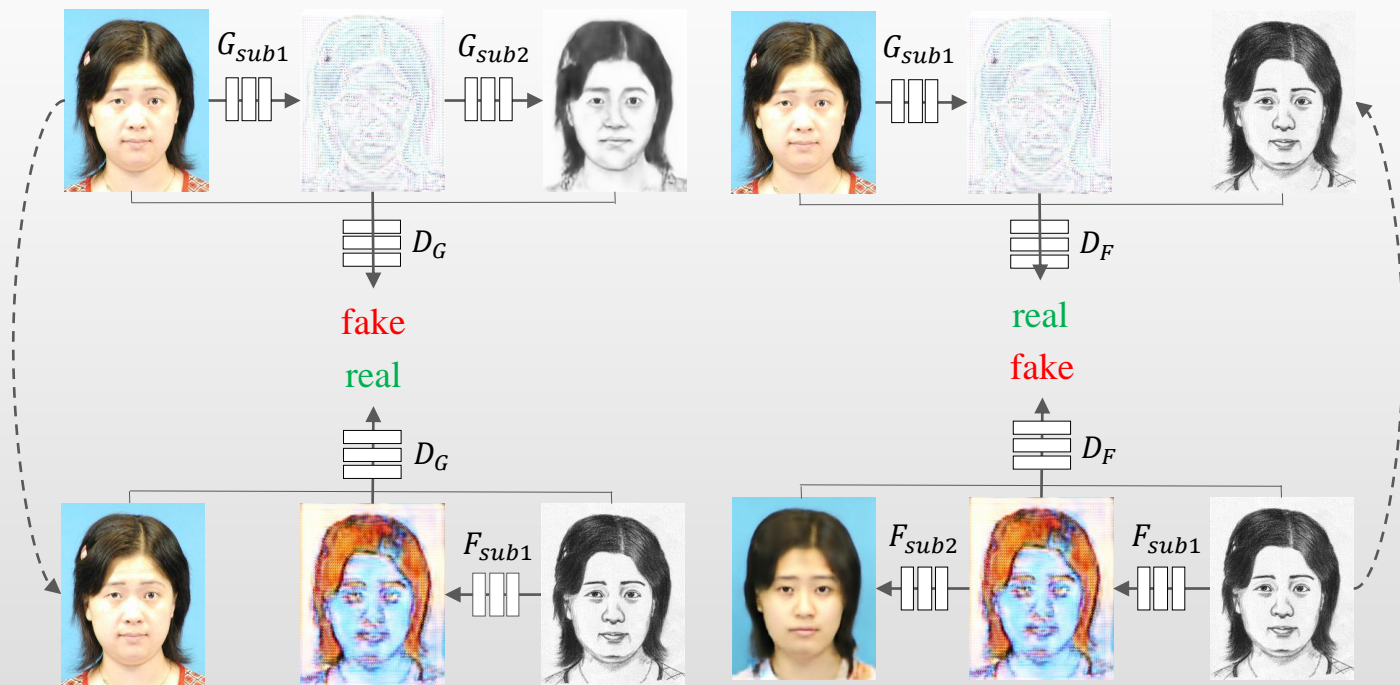 G_sub1
G_sub2
D_G
fake
real
D_G
F_sub1
G_sub1
D_F
real
fake
D_F
F_sub2
F_sub1